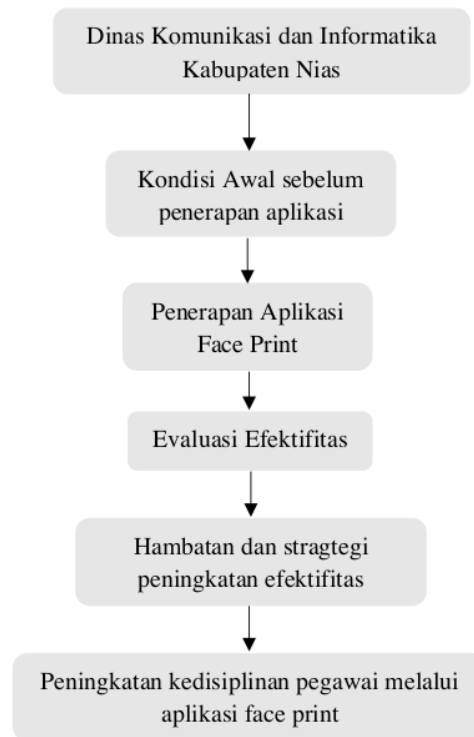 Dinas Komunikasi dan Informatika
Kabupaten Nias
Kondisi Awal sebelum
penerapan aplikasi
Penerapan Aplikasi
Face Print
Evaluasi Efektifitas
Hambatan dan stragtegi
peningkatan efektifitas
Peningkatan kedisiplinan pegawai melalui
aplikasi face print